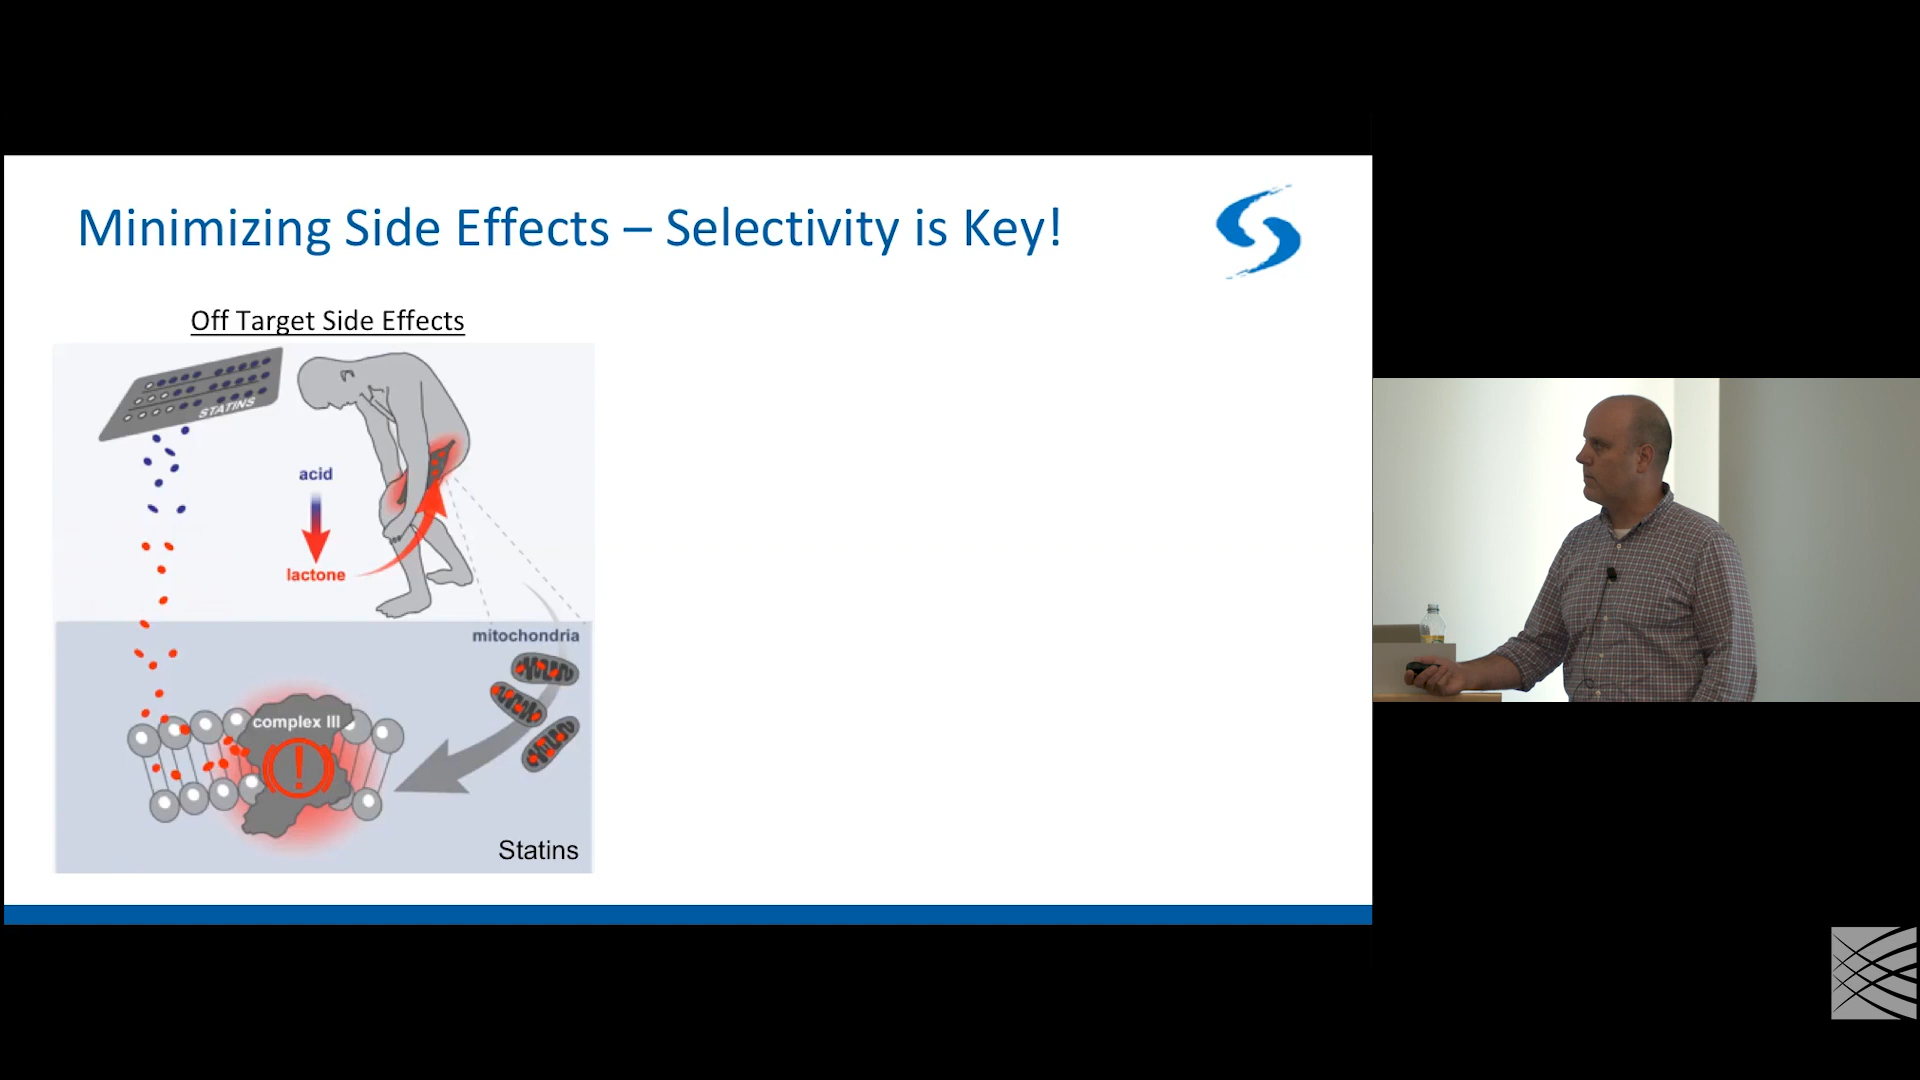 Minimizing Side Effects – Selectivity is Key!
Off Target Side Effects
STATINS
acid
lactone
mitochondria
complex III
!
Statins